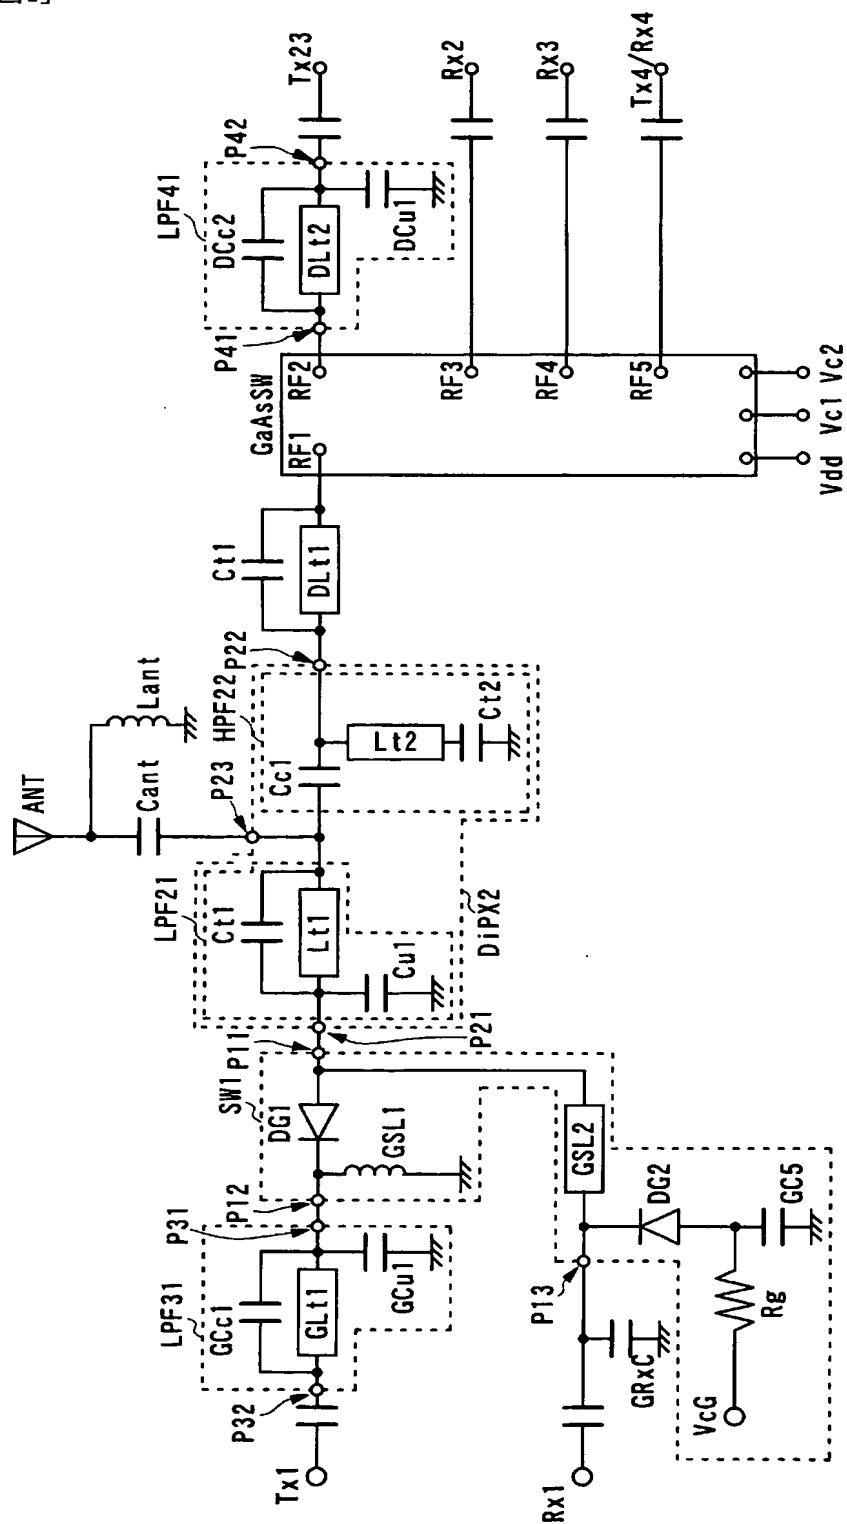 ANT
Lant
Cant
P23
HPF22
P22
Cc1
Lt2
Ct2
LPF21
Ct1
Lt1
Cu1
DiPX2
P21
P11
SW1
DG1
GSL1
P12
P31
LPF31
GCc1
GLt1
GCu1
P32
Tx1
GSL2
DG2
GC5
Rg
VcG
P13
GRxC
Rx1
Ct1
DLt1
GaAsSW
RF1
RF2
RF3
RF4
RF5
Vdd
Vc1
Vc2
P41
LPF41
DCc2
DLt2
DCu1
P42
Tx23
Rx2
Rx3
Tx4/Rx4